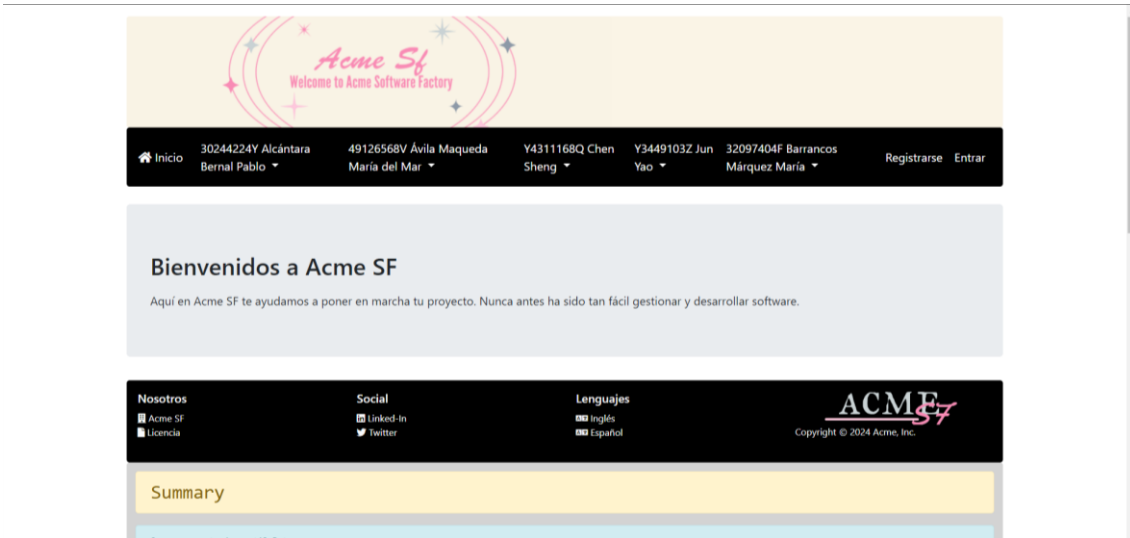 Acme Sf
Welcome to Acme Software Factory
Inicio
30244224Y Alcántara
Bernal Pablo
49126568V Ávila Maqueda
María del Mar
Y4311168Q Chen
Sheng
Y3449103Z Jun
Yao
32097404F Barrancos
Márquez María
Registrarse Entrar
Bienvenidos a Acme SF
Aquí en Acme SF te ayudamos a poner en marcha tu proyecto. Nunca antes ha sido tan fácil gestionar y desarrollar software.
Nosotros
Acme SF
Licencia
Social
Linked-In
Twitter
Lenguajes
Inglés
Español
ACME
SF
Copyright © 2024 Acme, Inc.
Summary